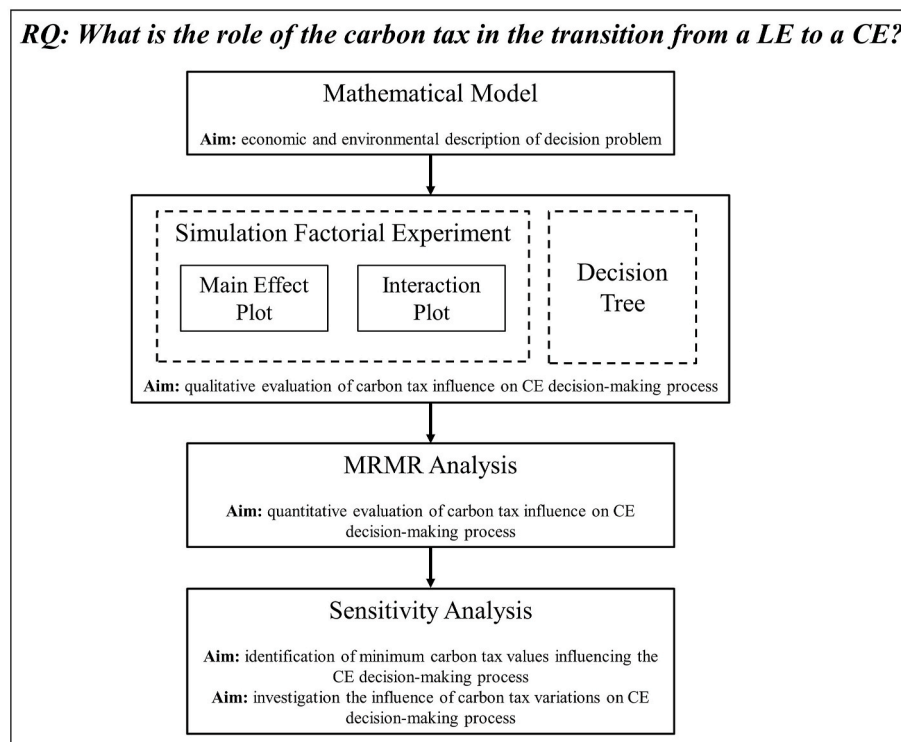 RQ: What is the role of the carbon tax in the transition from a LE to a CE?
Mathematical Model
Aim: economic and environmental description of decision problem
Simulation Factorial Experiment
Main Effect
Plot
Interaction
Plot
Decision
Tree
Aim: qualitative evaluation of carbon tax influence on CE decision-making process
MRMR Analysis
Aim: quantitative evaluation of carbon tax influence on CE
decision-making process
Sensitivity Analysis
Aim: identification of minimum carbon tax values influencing the
CE decision-making process
Aim: investigation the influence of carbon tax variations on CE
decision-making process